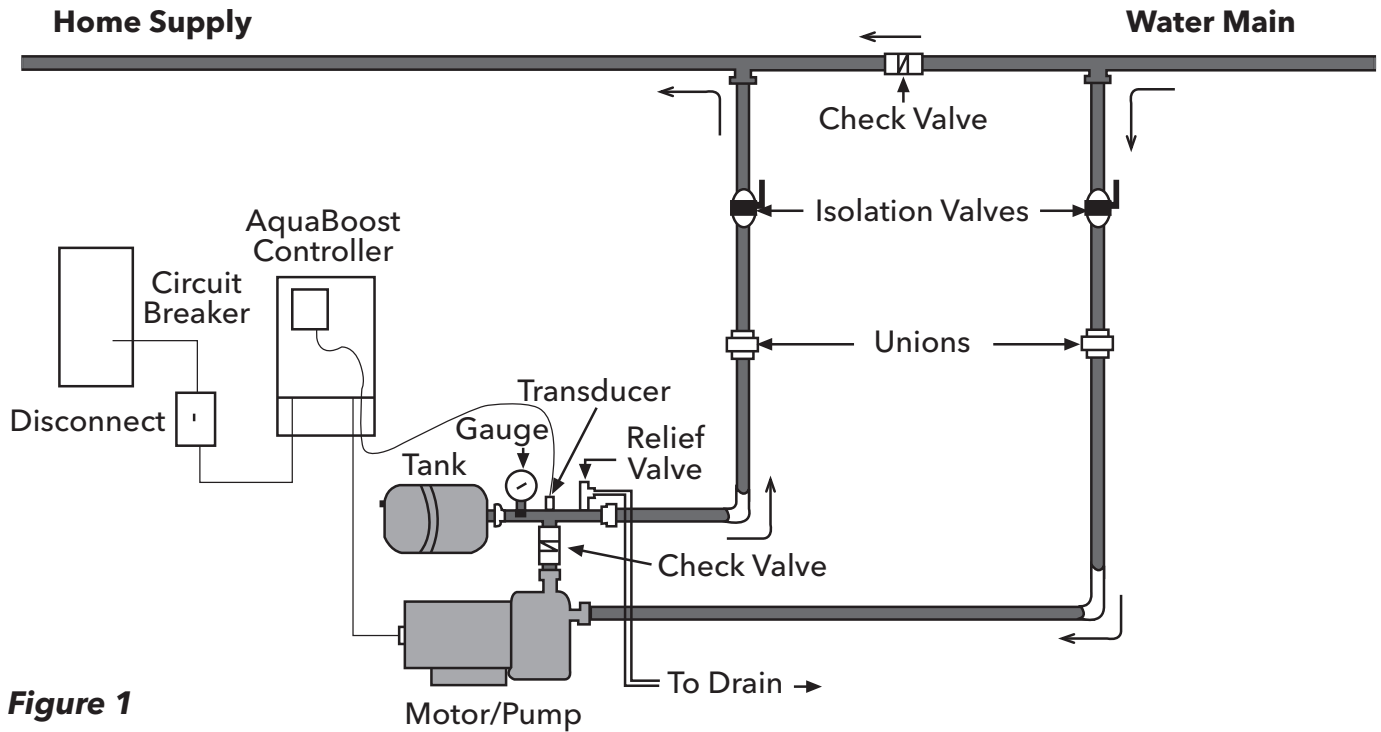 Home Supply
Water Main
Check Valve
Isolation Valves
AquaBoost
Controller
Circuit
Breaker
Unions
Transducer
Disconnect
Gauge
Relief
Valve
Tank
Check Valve
To Drain
Figure 1
Motor/Pump